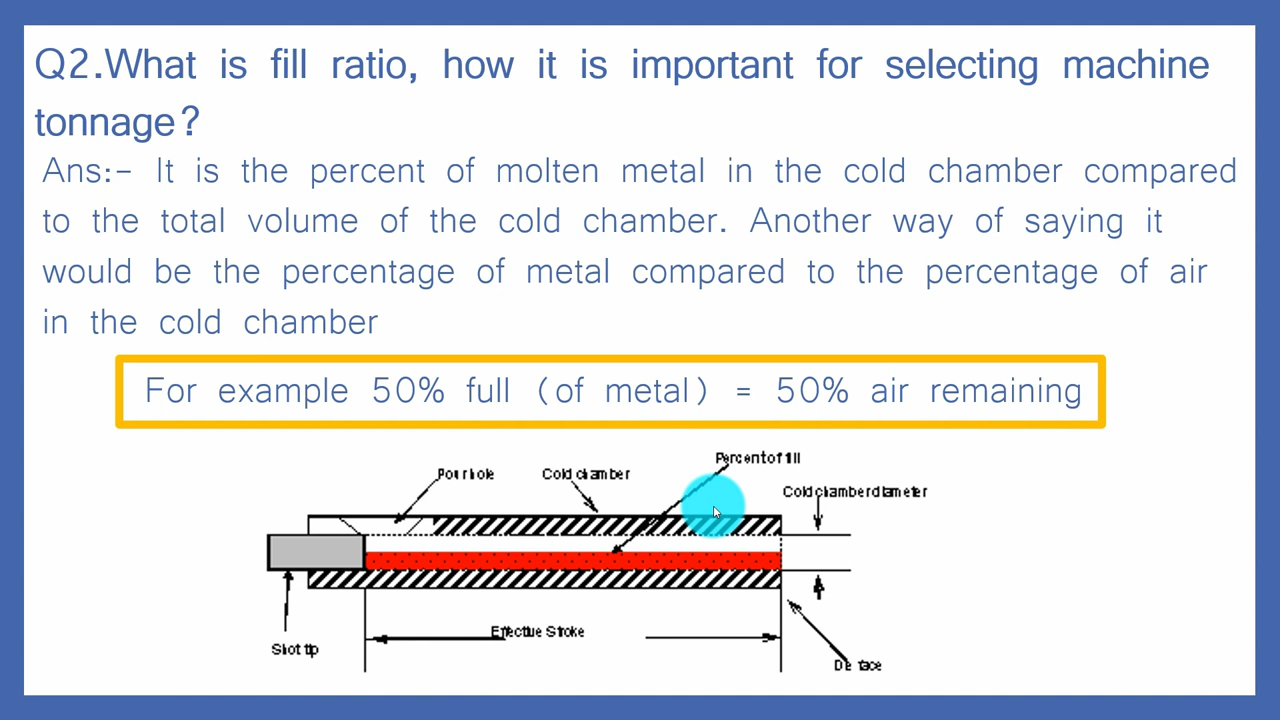 Q2.What is fill ratio, how it is important for selecting machine
tonnage?
Ans:- It is the percent of molten metal in the cold chamber compared
to the total volume of the cold chamber. Another way of saying it
would be the percentage of metal compared to the percentage of air
in the cold chamber
For example 50% full (of metal) = 50% air remaining
Percent of fill
Pour hole
Cold chamber
Cold chamber diameter
Effective Stroke
Shot tip
Die face